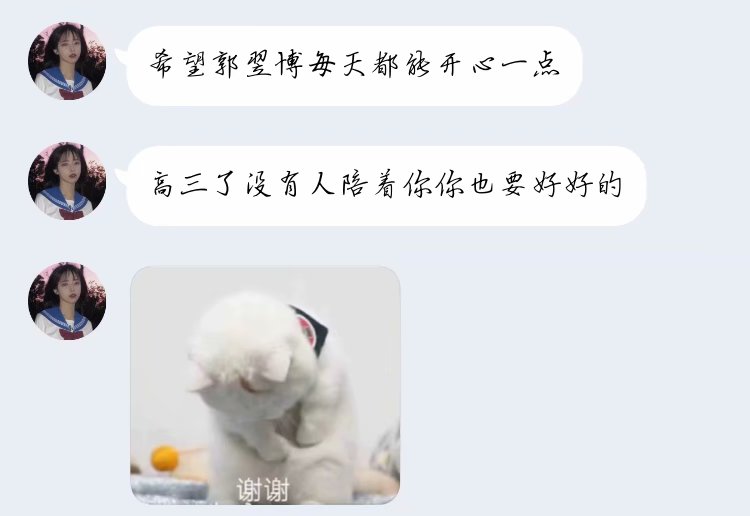 希望郭翌博每天都能开心一点
高三了没有人陪着你你也要好好的
谢谢